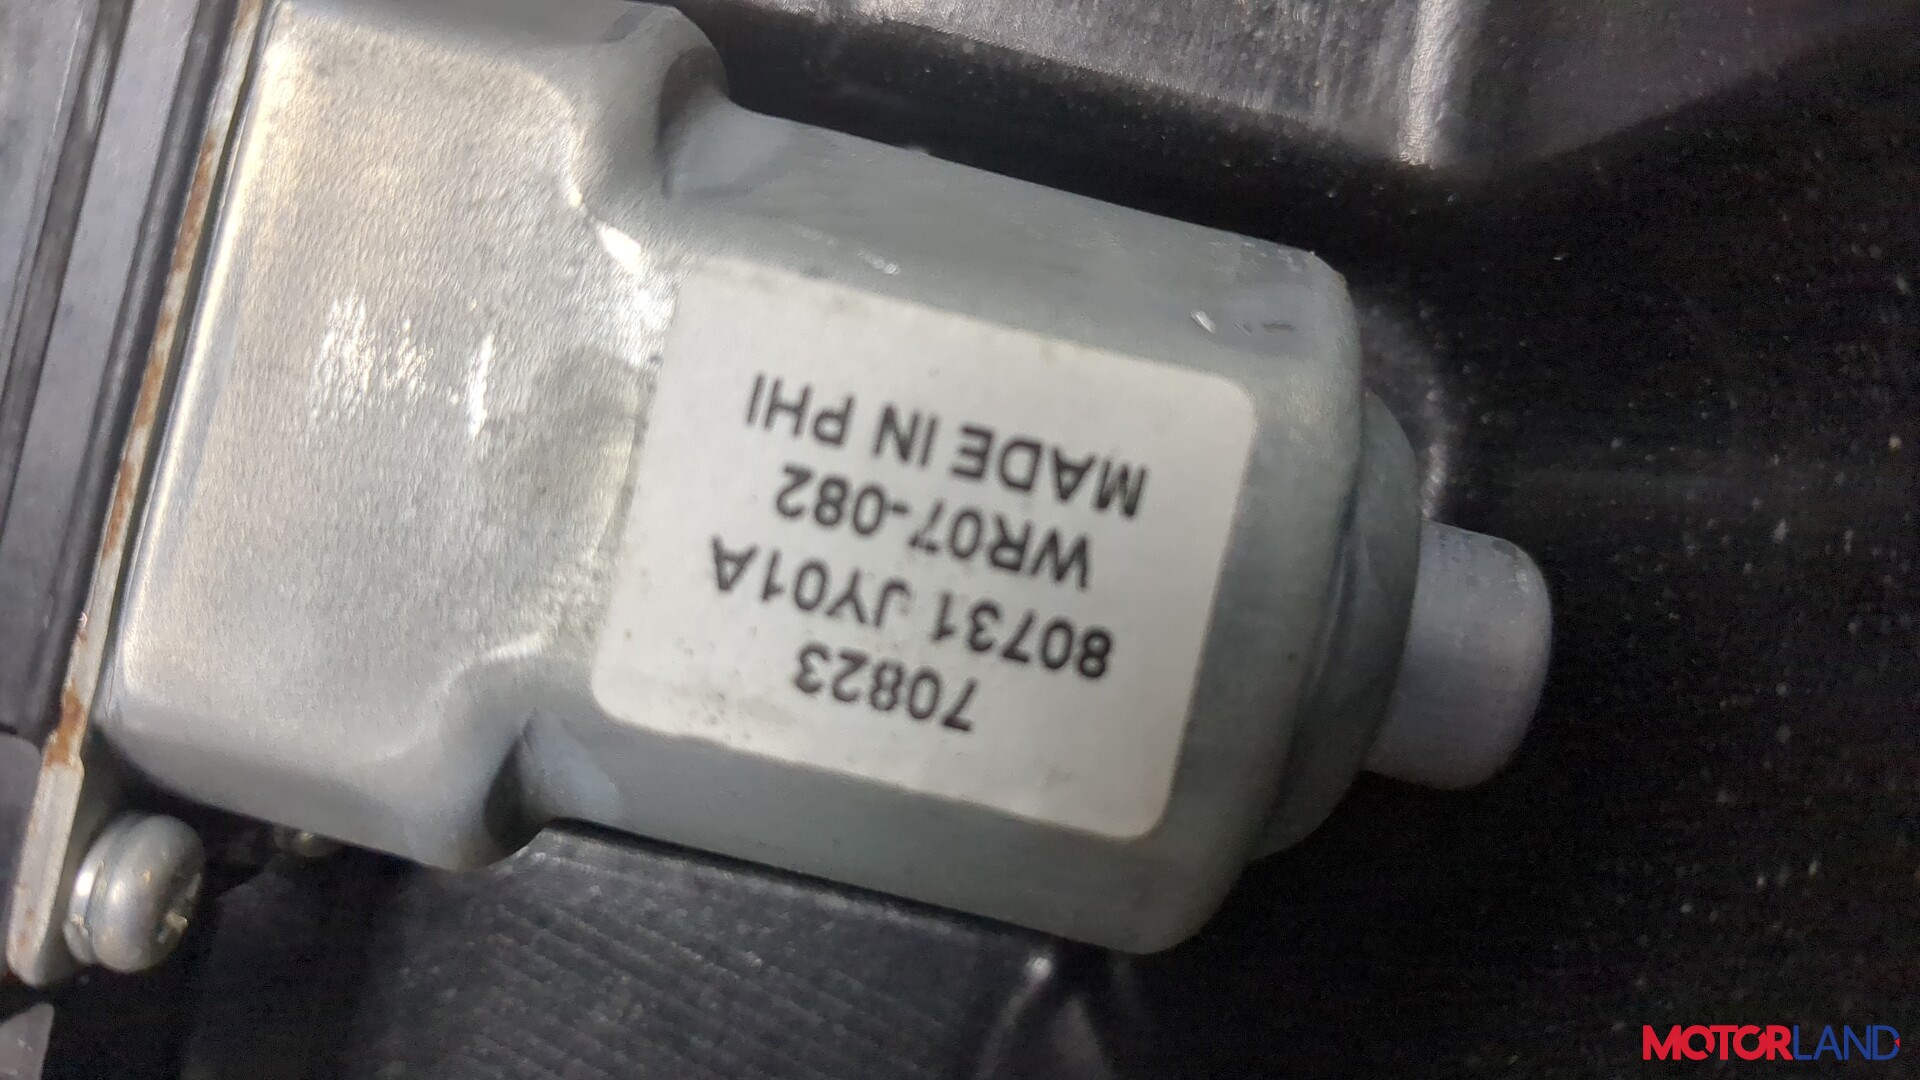 70823
80731 JY01A
WR07-082
MADE IN PHI
MOTORLAND